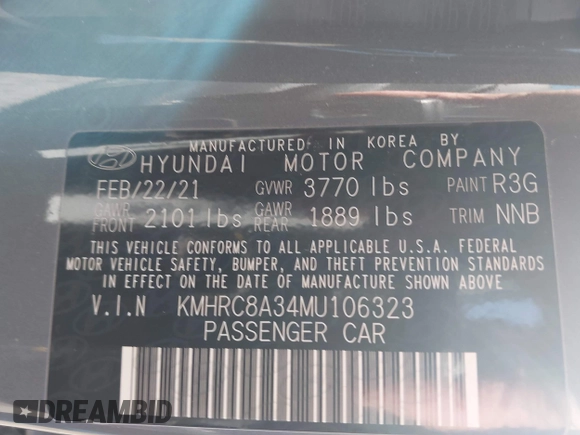 MANUFACTURED IN KOREA BY
HYUNDAI MOTOR COMPANY
FEB/22/21 GVWR 3770 lbs PAINT R3G
GAWR FRONT 2101 lbs GAWR REAR 1889 lbs TRIM NNB
THIS VEHICLE CONFORMS TO ALL APPLICABLE U.S.A. FEDERAL
MOTOR VEHICLE SAFETY, BUMPER, AND THEFT PREVENTION STANDARDS
IN EFFECT ON THE DATE OF MANUFACTURE SHOWN ABOVE.
V.I.N KMHRC8A34MU106323
PASSENGER CAR
DREAMBID